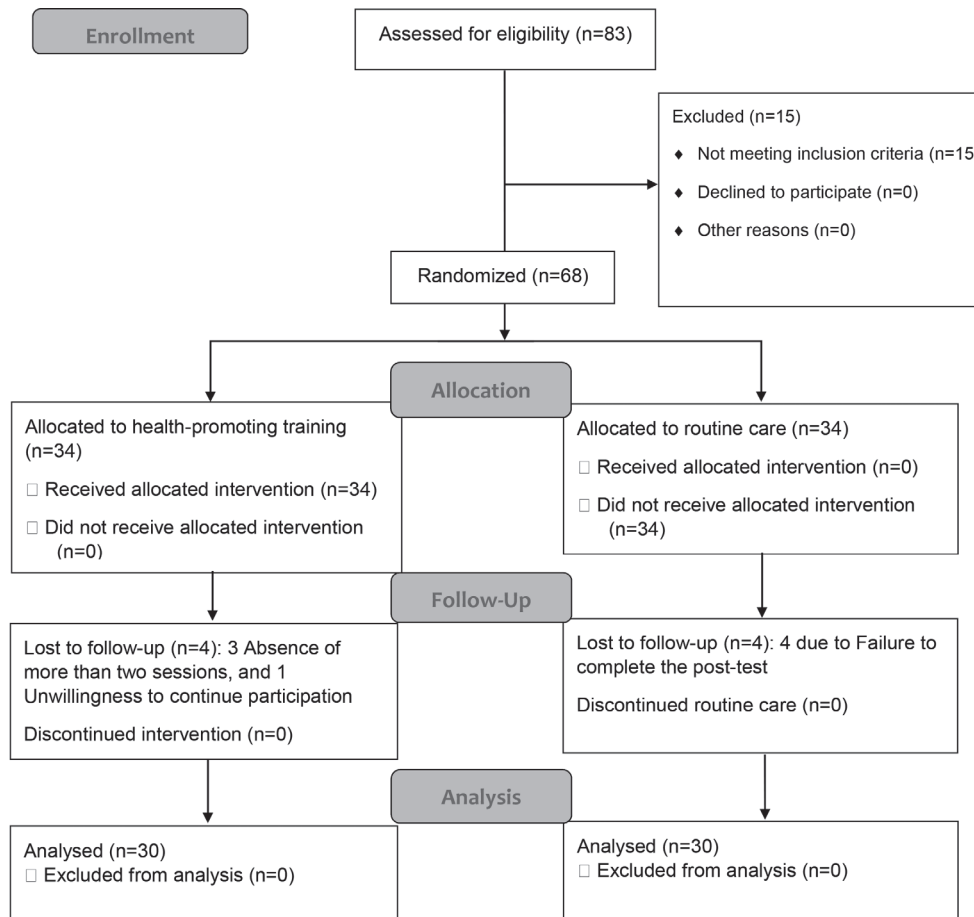 Enrollment
Assessed for eligibility (n=83)
Excluded (n=15)
♦ Not meeting inclusion criteria (n=15
♦ Declined to participate (n=0)
♦ Other reasons (n=0)
Randomized (n=68)
Allocation
Allocated to health-promoting training
(n=34)
□ Received allocated intervention (n=34)
□ Did not receive allocated intervention
(n=0)
Allocated to routine care (n=34)
□ Received allocated intervention (n=0)
□ Did not receive allocated intervention
(n=34)
Follow-Up
Lost to follow-up (n=4): 3 Absence of
more than two sessions, and 1
Unwillingness to continue participation
Discontinued intervention (n=0)
Lost to follow-up (n=4): 4 due to Failure to
complete the post-test
Discontinued routine care (n=0)
Analysis
Analysed (n=30)
□ Excluded from analysis (n=0)
Analysed (n=30)
□ Excluded from analysis (n=0)